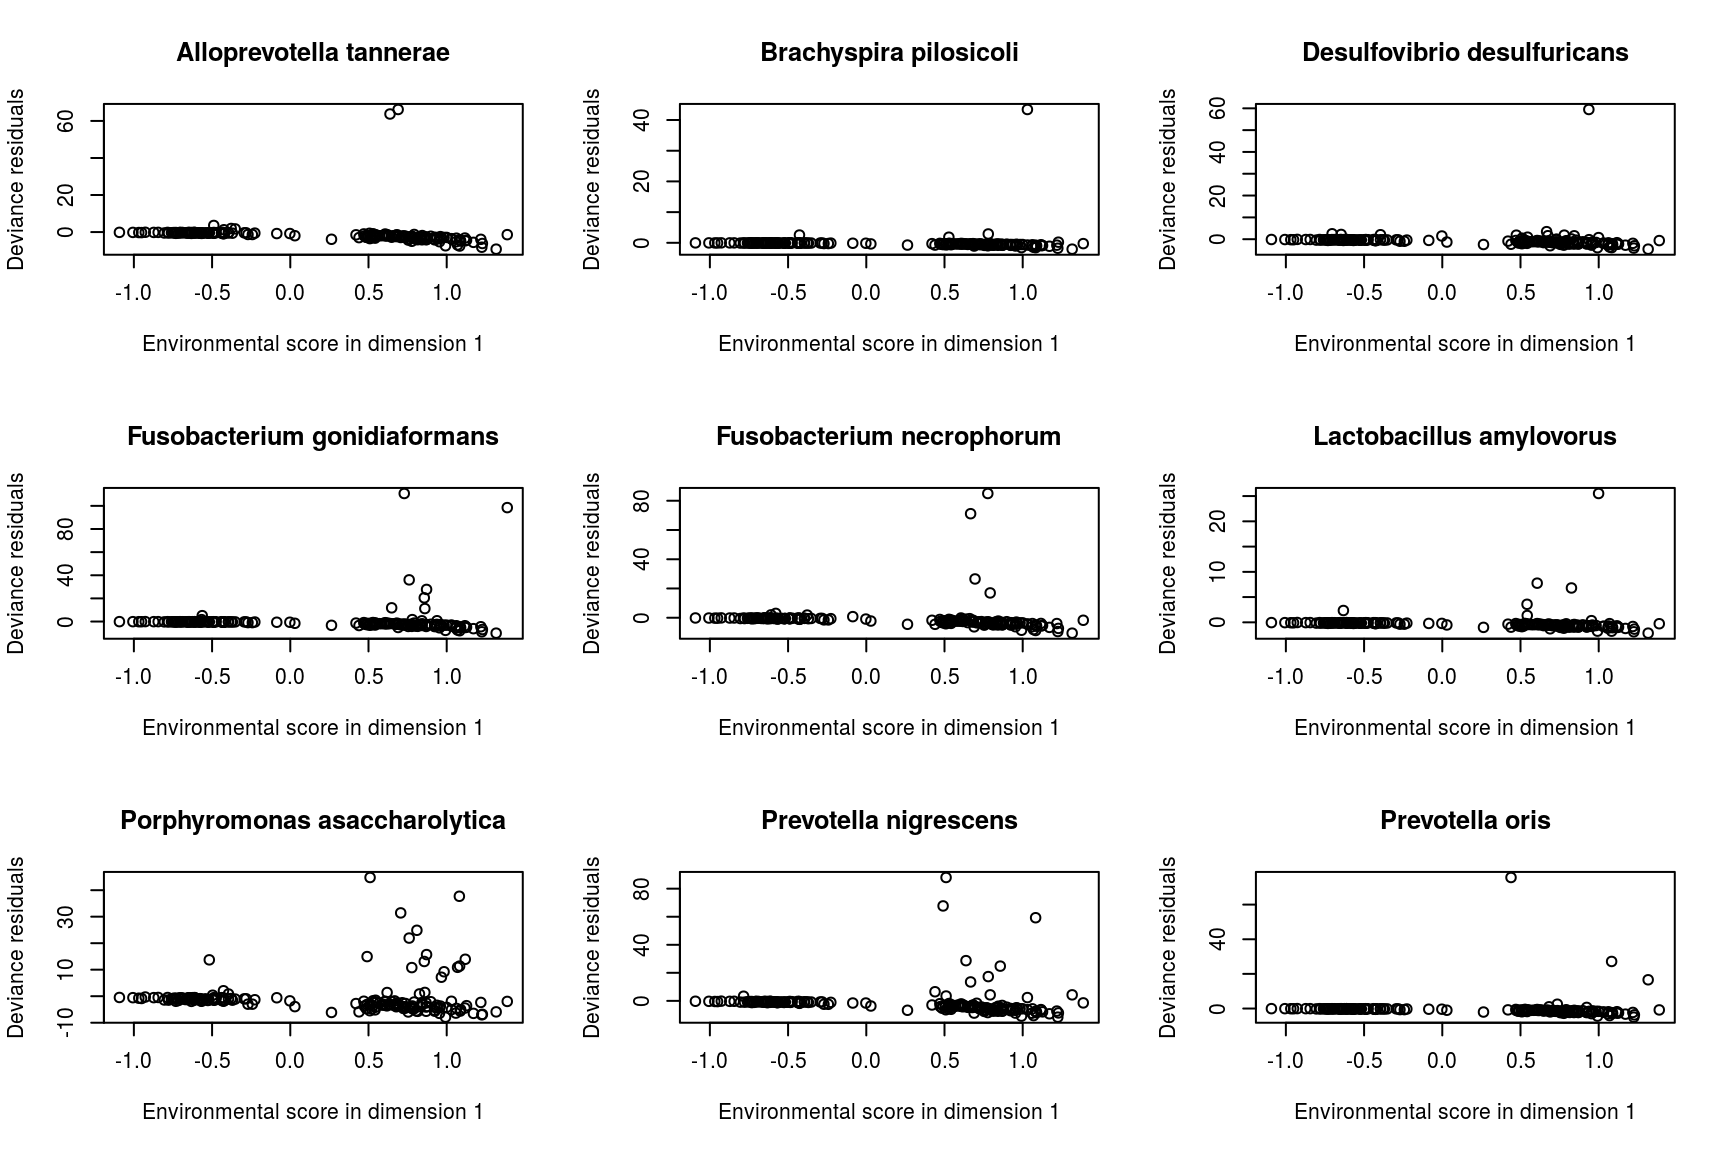 Alloprevotella tannerae
Deviance residuals
60
20
0
-1.0 -0.5 0.0 0.5 1.0
Environmental score in dimension 1
Brachyspira pilosicoli
Deviance residuals
40
20
0
-1.0 -0.5 0.0 0.5 1.0
Environmental score in dimension 1
Desulfovibrio desulfuricans
Deviance residuals
60
40
20
0
-1.0 -0.5 0.0 0.5 1.0
Environmental score in dimension 1
Fusobacterium gonidiaformans
Deviance residuals
80
40
0
-1.0 -0.5 0.0 0.5 1.0
Environmental score in dimension 1
Fusobacterium necrophorum
Deviance residuals
80
40
0
-1.0 -0.5 0.0 0.5 1.0
Environmental score in dimension 1
Lactobacillus amylovorus
Deviance residuals
20
10
0
-1.0 -0.5 0.0 0.5 1.0
Environmental score in dimension 1
Porphyromonas asaccharolytica
Deviance residuals
30
10
-10
-1.0 -0.5 0.0 0.5 1.0
Environmental score in dimension 1
Prevotella nigrescens
Deviance residuals
80
40
0
-1.0 -0.5 0.0 0.5 1.0
Environmental score in dimension 1
Prevotella oris
Deviance residuals
40
0
-1.0 -0.5 0.0 0.5 1.0
Environmental score in dimension 1